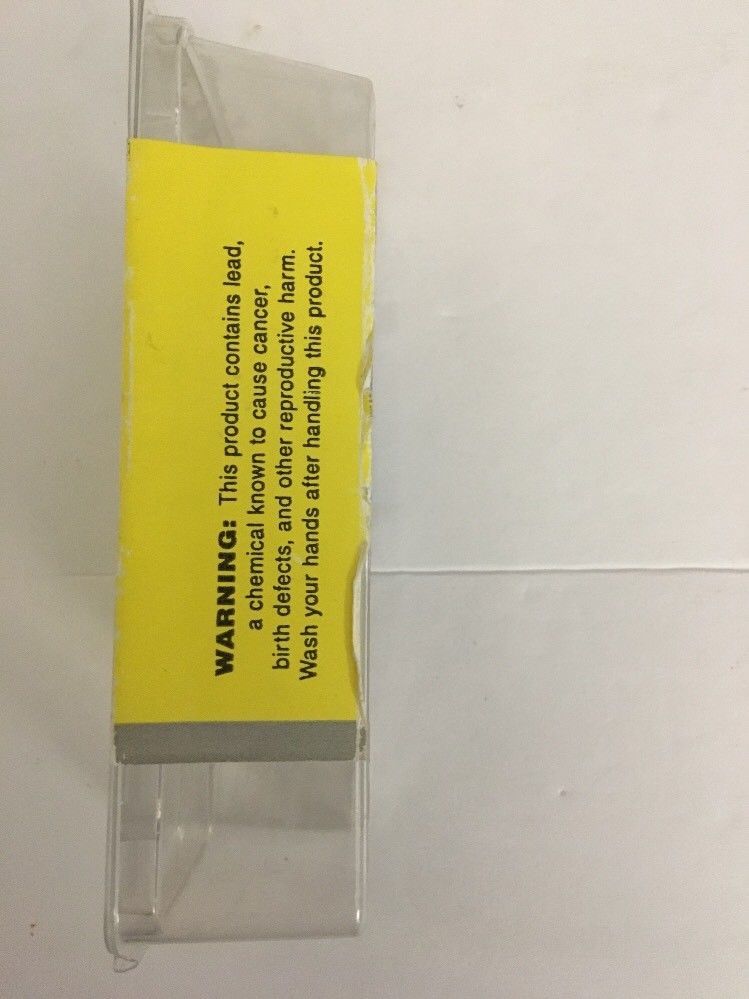 WARNING: This product contains lead,
a chemical known to cause cancer,
birth defects, and other reproductive harm.
Wash your hands after handling this product.